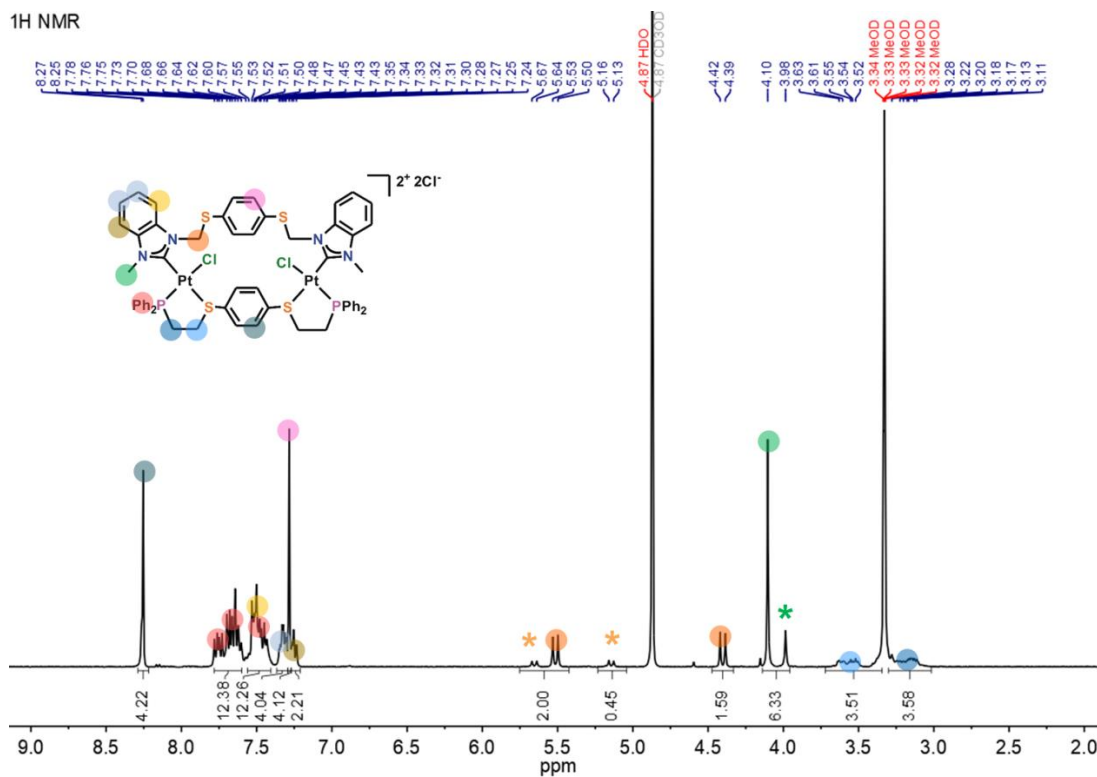 1H NMR
8.27
8.25
7.78
7.76
7.75
7.73
7.70
7.68
7.66
7.64
7.62
7.60
7.57
7.55
7.53
7.52
7.51
7.50
7.48
7.47
7.45
7.43
7.43
7.35
7.34
7.33
7.32
7.31
7.30
7.28
7.27
7.25
7.24
5.67
5.64
5.53
5.50
5.16
5.13
4.87 HDO
4.87 CD3OD
4.42
4.39
4.10
3.98
3.63
3.61
3.55
3.54
3.52
3.34 MeOD
3.33 MeOD
3.33 MeOD
3.32 MeOD
3.32 MeOD
3.28
3.22
3.20
3.18
3.17
3.13
3.11
2+ 2Cl-
S S
N N
N N
Cl Cl
Pt Pt
Ph2P S S PPh2
* * *
4.22 12.38 12.26 4.04 4.12 2.21 2.00 0.45 1.59 6.33 3.51 3.58
9.0 8.5 8.0 7.5 7.0 6.5 6.0 5.5 5.0 4.5 4.0 3.5 3.0 2.5 2.0
ppm